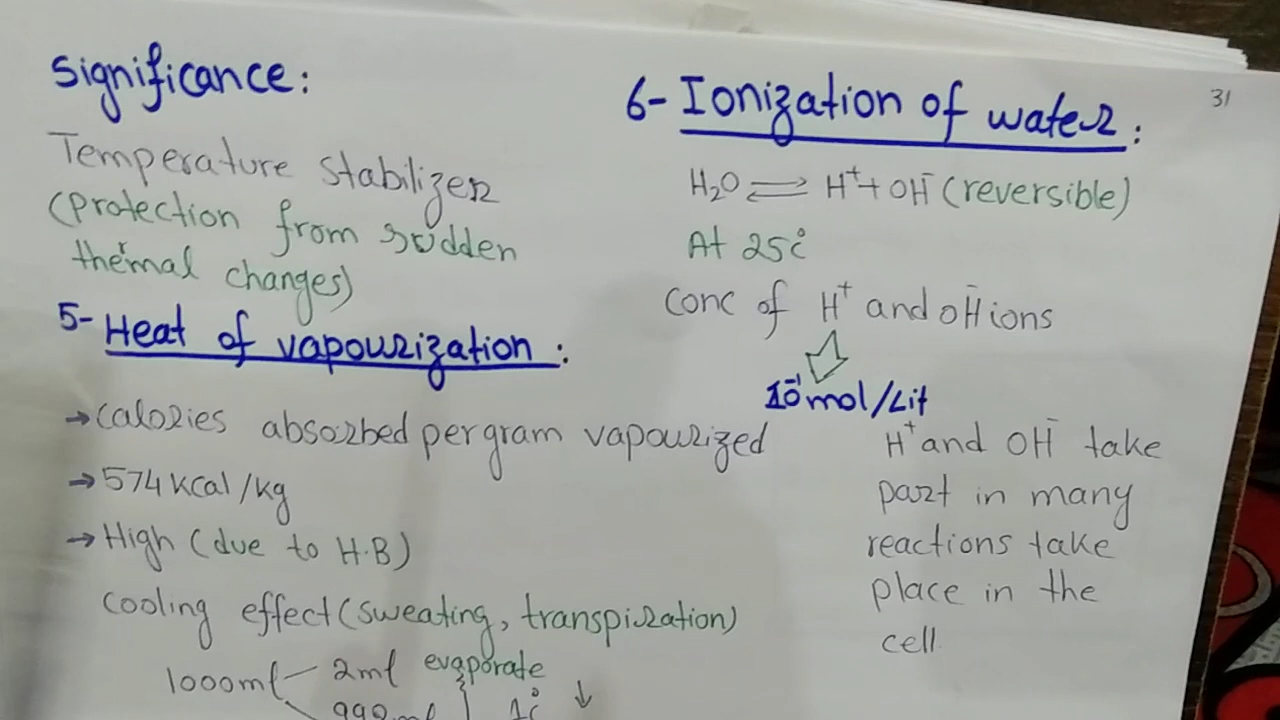 Significance:
Temperature stabilizer
(protection from sudden
thermal changes)
5- Heat of vapourization :
→ calories absorbed per gram vapourized
→ 574 Kcal/kg
→ High (due to H.B)
cooling effect (sweating, transpiration)
1000ml 2ml evaporate
998ml 1c° ↓
31
6- Ionization of water :
H₂O ⇌ H⁺ + OH⁻ (reversible)
At 25c°
conc of H⁺ and OH⁻ ions
mol/Lit
H⁺ and OH⁻ take
part in many
reactions take
place in the
cell.